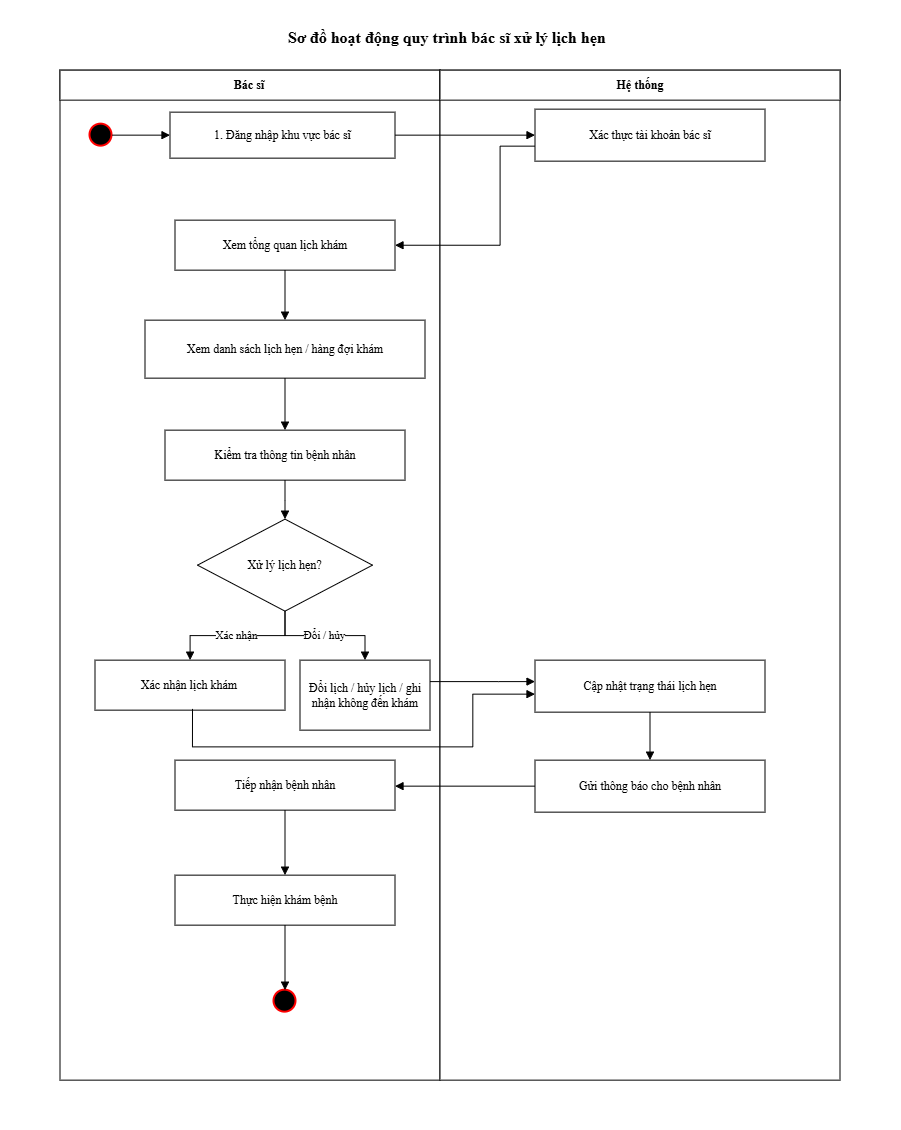 Sơ đồ hoạt động quy trình bác sĩ xử lý lịch hẹn
Bác sĩ
Hệ thống
1. Đăng nhập khu vực bác sĩ
Xác thực tài khoản bác sĩ
Xem tổng quan lịch khám
Xem danh sách lịch hẹn / hàng đợi khám
Kiểm tra thông tin bệnh nhân
Xử lý lịch hẹn?
Xác nhận
Đổi / hủy
Xác nhận lịch khám
Đổi lịch / hủy lịch / ghi
nhận không đến khám
Cập nhật trạng thái lịch hẹn
Tiếp nhận bệnh nhân
Gửi thông báo cho bệnh nhân
Thực hiện khám bệnh